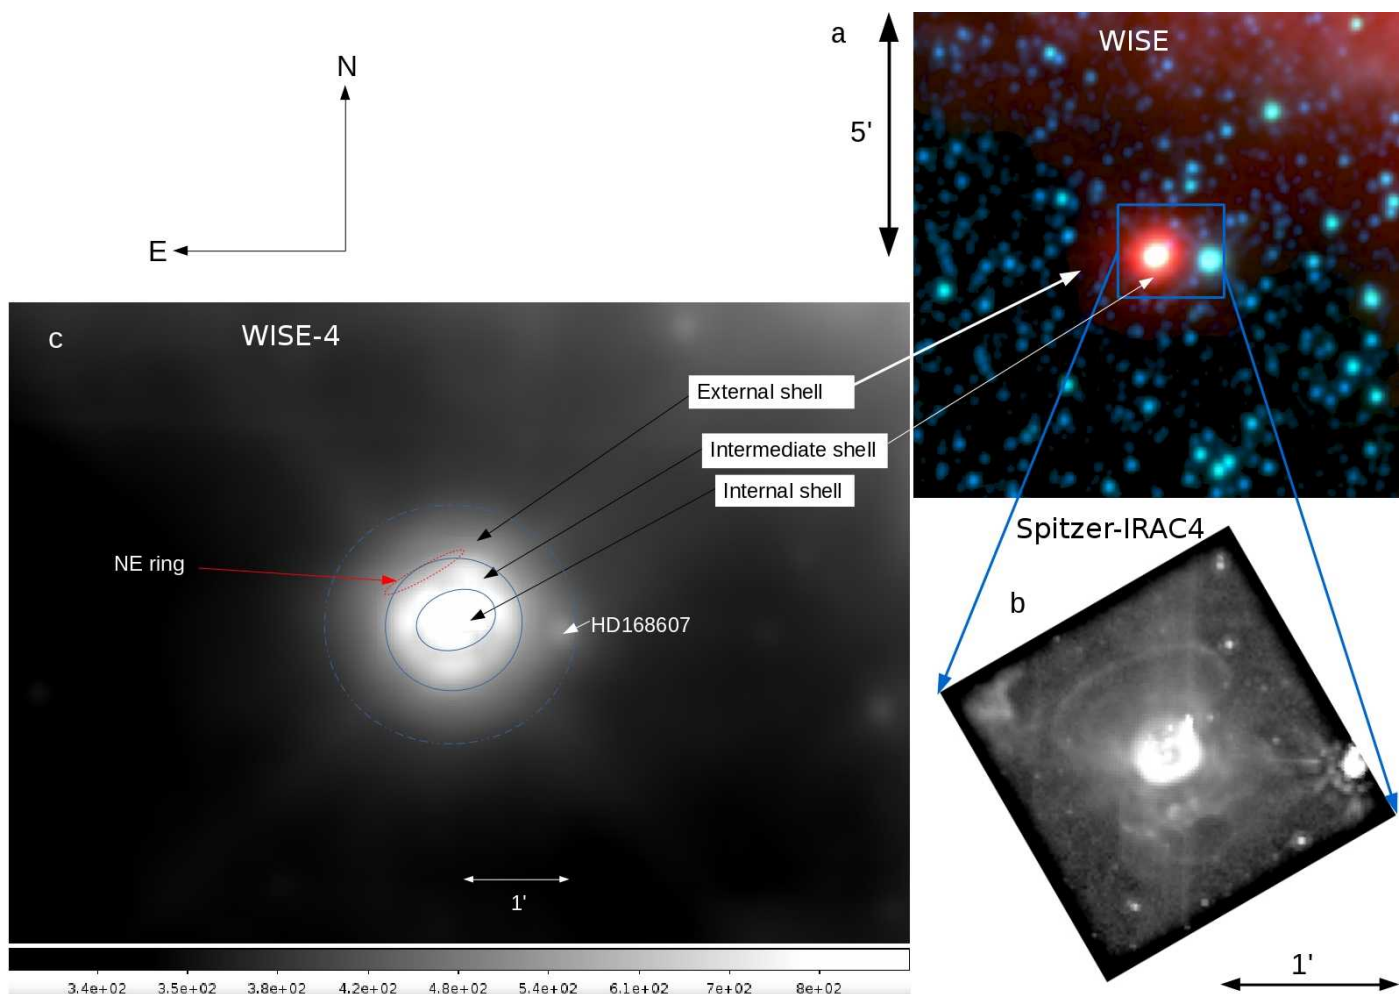 a
WISE
N
5'
E
c
WISE-4
External shell
Intermediate shell
Internal shell
Spitzer-IRAC4
NE ring
b
HD168607
1'
1'
3.4e+02 3.5e+02 3.8e+02 4.2e+02 4.8e+02 5.4e+02 6.1e+02 7e+02 8e+02